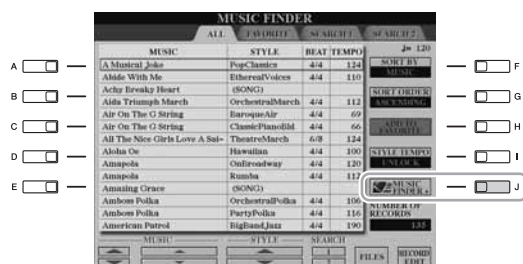 MUSIC FINDER
ALL FAVORITE SEARCH 1 SEARCH 2
MUSIC STYLE BEAT TEMPO
♩= 120
A Musical Joke PopClassics 4/4 124
Abide With Me EtherealVoices 4/4 110
Achy Breaky Heart (SONG)
Aida Triumph March OrchestralMarch 4/4 112
Air On The G String BaroqueAir 4/4 69
Air On The G String ClassicPianoBld 4/4 66
All The Nice Girls Love A Sai~ TheatreMarch 6/8 124
Aloha Oe Hawaiian 4/4 100
Amapola OnBroadway 4/4 120
Amapola Rumba 4/4 112
Amazing Grace (SONG)
Amboss Polka OrchestralPolka 4/4 106
Amboss Polka PartyPolka 4/4 116
American Patrol BigBandJazz 4/4 190
SORT BY
MUSIC
SORT ORDER
ASCENDING
ADD TO
FAVORITE
STYLE TEMPO
UNLOCK
MUSIC
FINDER+
NUMBER OF
RECORDS
135
MUSIC STYLE SEARCH
FILES
RECORD
EDIT
A
B
C
D
E
F
G
H
I
J